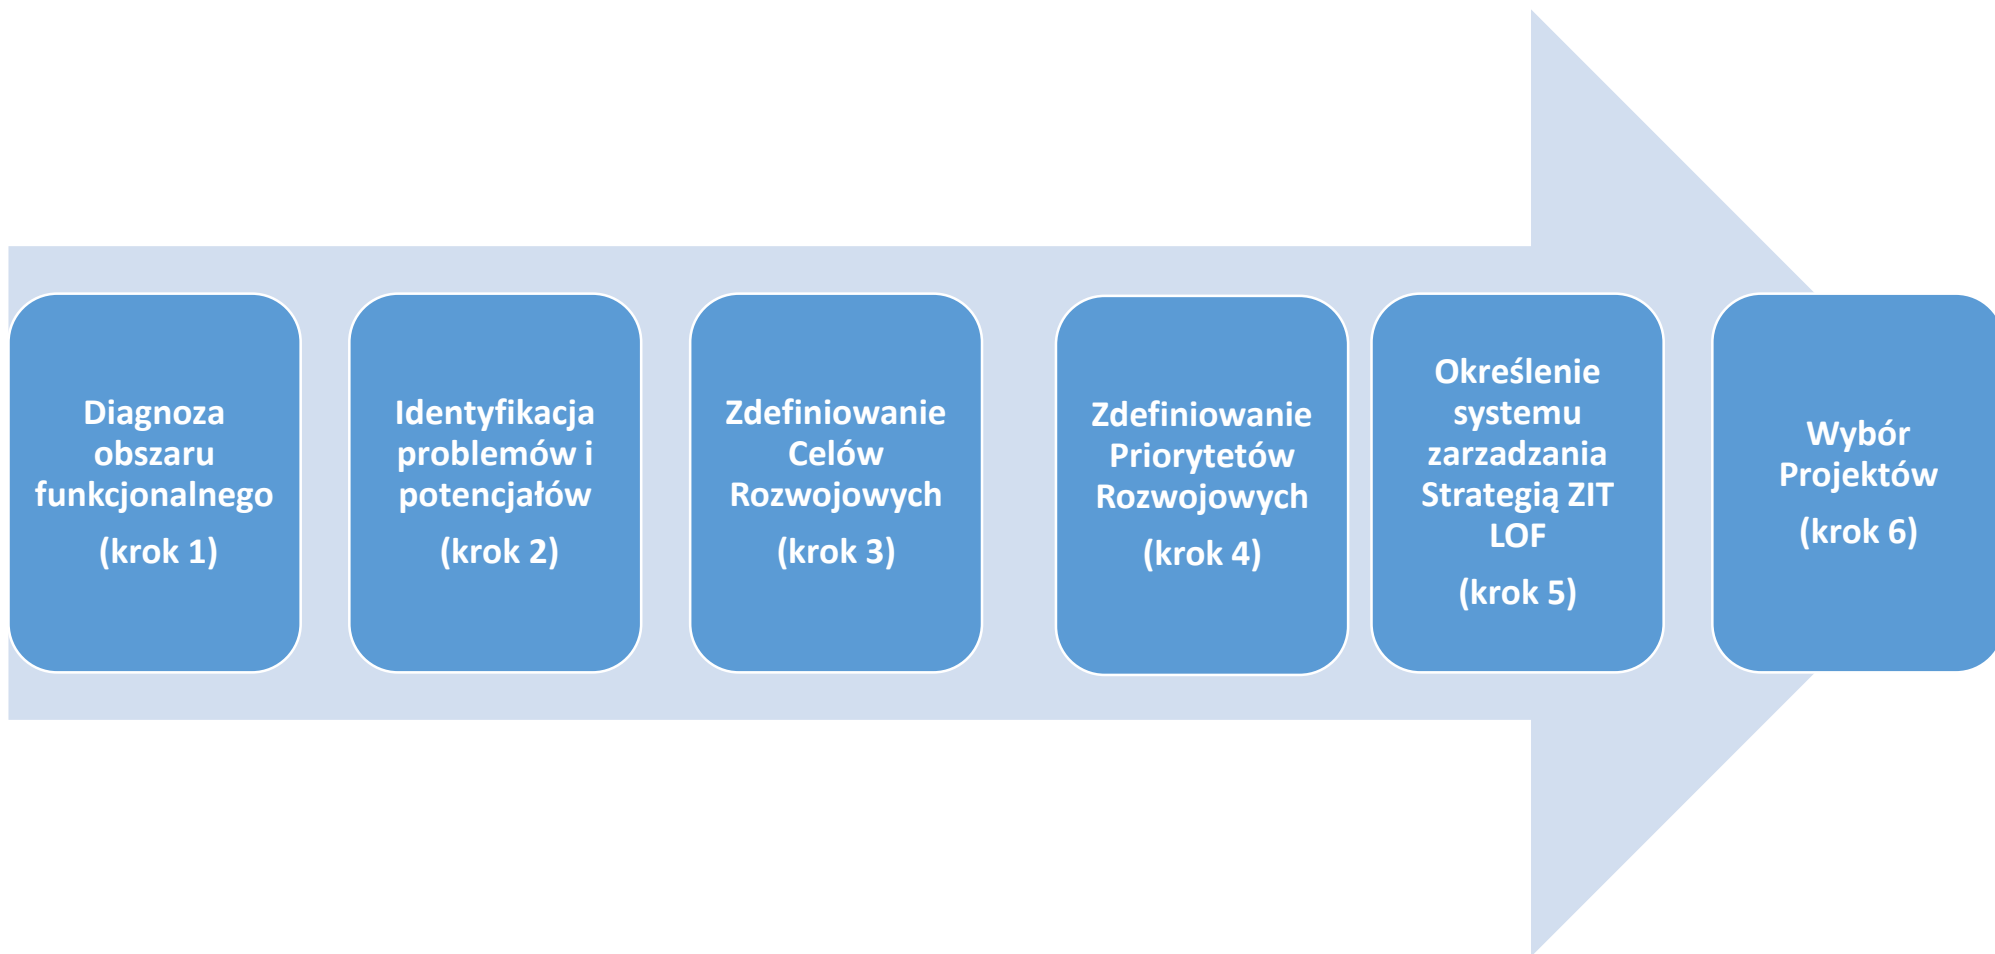 Diagnoza
obszaru
funkcjonalnego
(krok 1)
Identyfikacja
problemów i
potencjałów
(krok 2)
Zdefiniowanie
Celów
Rozwojowych
(krok 3)
Zdefiniowanie
Priorytetów
Rozwojowych
(krok 4)
Określenie
systemu
zarzadzania
Strategią ZIT
LOF
(krok 5)
Wybór
Projektów
(krok 6)